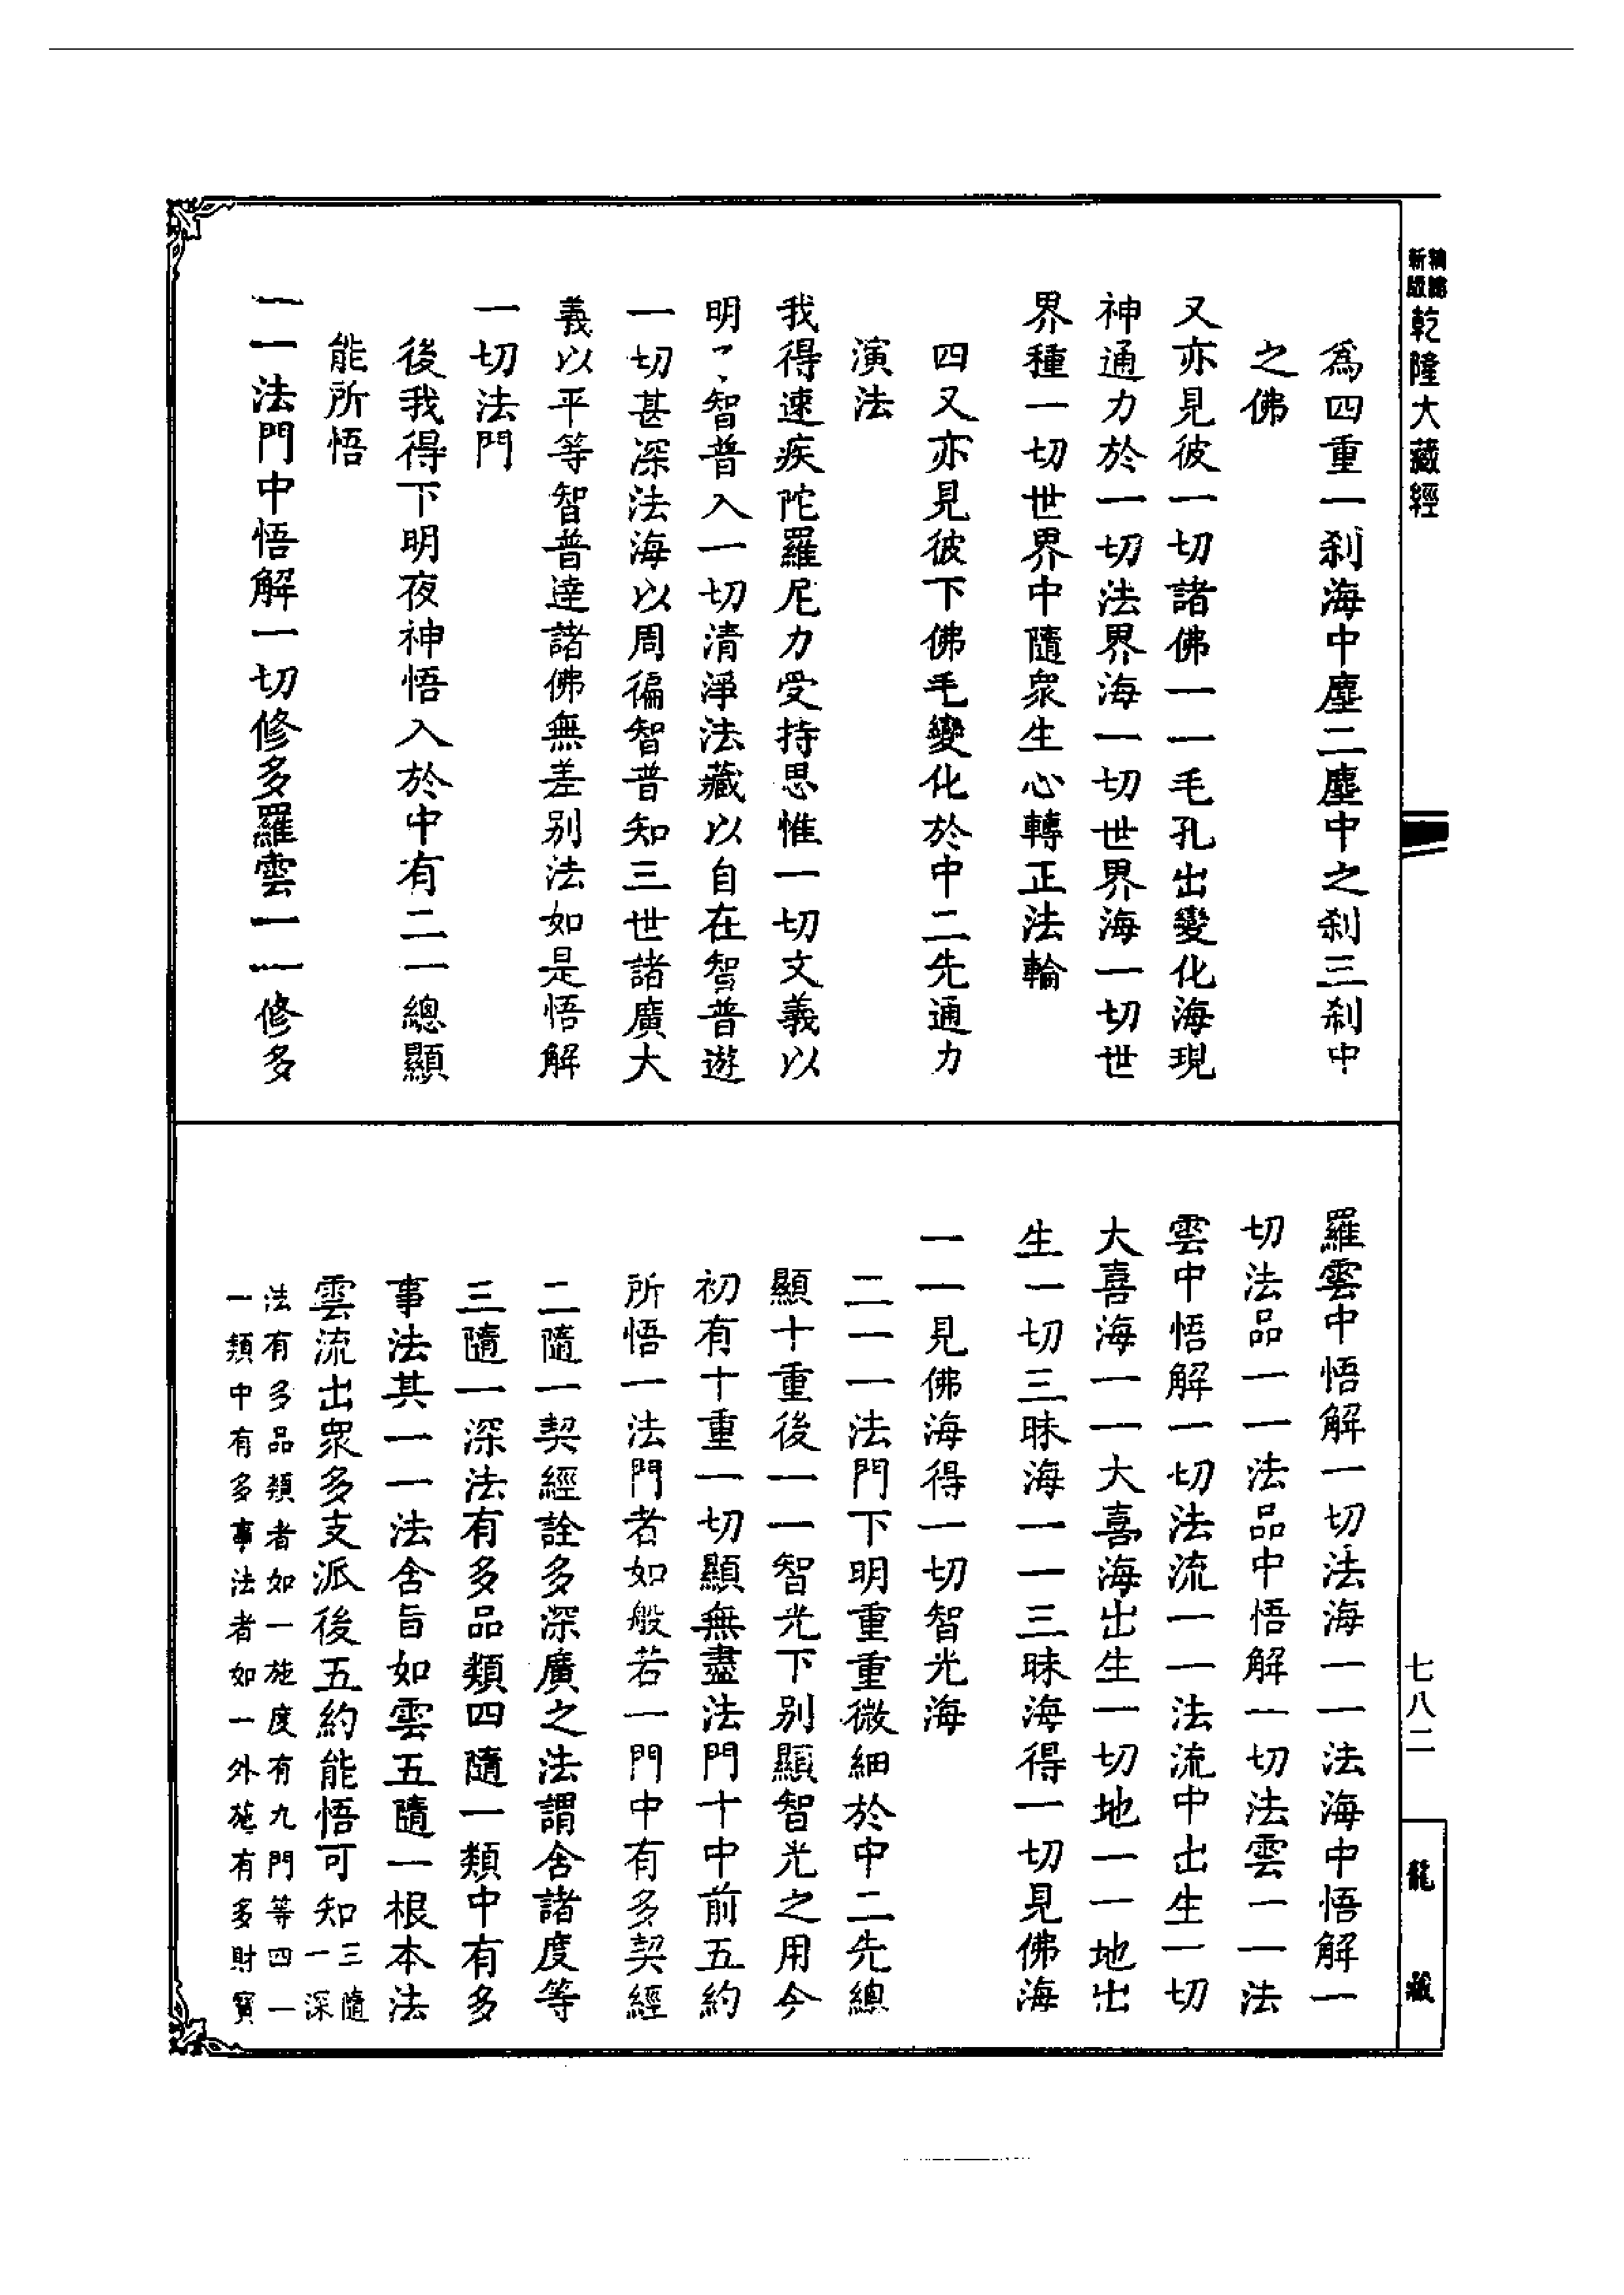 新版
乾隆大藏經
爲四重一刹海中塵二塵中之刹三刹中
之佛
又亦見彼一切諸佛一一毛孔出變化海現
神通力於一切法界海一切世界海一切世
界種一切世界中隨眾生心轉正法輪
四又亦見彼下佛毛變化於中二先通力
演法
我得速疾陀羅尼力受持思惟一切文義以
明了智普入一切清淨法藏以自在智普遊
一切甚深法海以周徧智普知三世諸廣大
義以平等智普達諸佛無差别法如是悟解
一切法門
後我得下明夜神悟入於中有二一總顯
能所悟
一一法門中悟解一切修多羅雲一一修多
羅雲中悟解一切法海一一法海中悟解一
切法品一一法品中悟解一切法雲一一法
雲中悟解一切法流一一法流中出生一切
大喜海一一大喜海出生一切地一一地出
生一切三昧海一一三昧海得一切見佛海
一一見佛海得一切智光海
二一一法門下明重重微細於中二先總
顯十重後一一智光下别顯智光之用今
初有十重一切顯無盡法門十中前五約
所悟一法門者如般若一門中有多契經
二隨一契經詮多深廣之法謂含諸度等
三隨一深法有多品類四隨一類中有多
事法其一一法含旨如雲五隨一根本法
雲流出眾多支派後五約能悟可知三隨一深
法有多品類者如一施度有九門等四一
一類中有多事法者如一外施有多財寳
七八二
龍藏